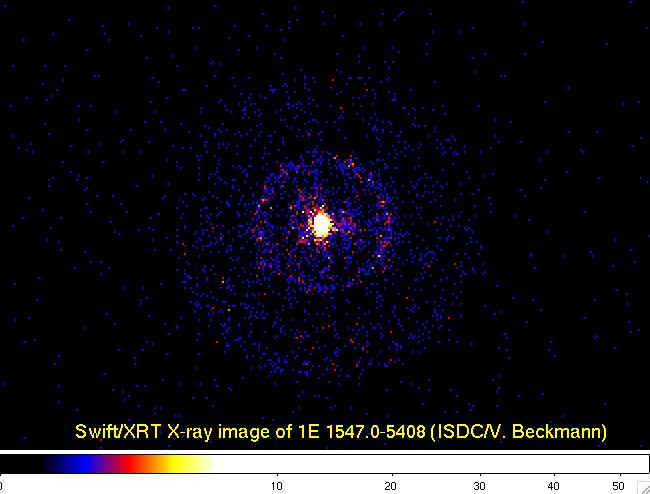 Swift/XRT X-ray image of 1E 1547.0-5408 (ISDC/V. Beckmann)
0 10 20 30 40 50